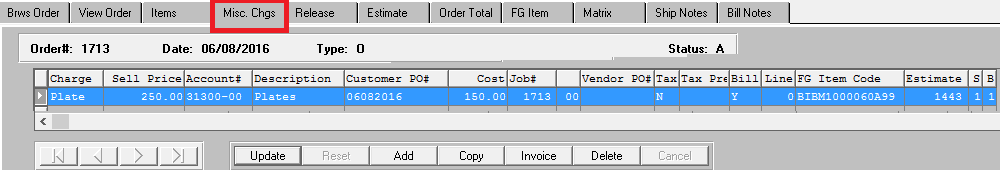 Brws Order View Order Items Misc. Chgs Release Estimate Order Total FG Item Matrix Ship Notes Bill Notes
Order#: 1713 Date: 06/08/2016 Type: O Status: A
Charge Sell Price Account# Description Customer PO# Cost Job# Vendor PO# Tax Tax Pre Bill Line FG Item Code Estimate S B
Plate 250.00 31300-00 Plates 06082016 150.00 1713 00 N Y 0 BIBM1000060A99 1443 1 1
Update Reset Add Copy Invoice Delete Cancel